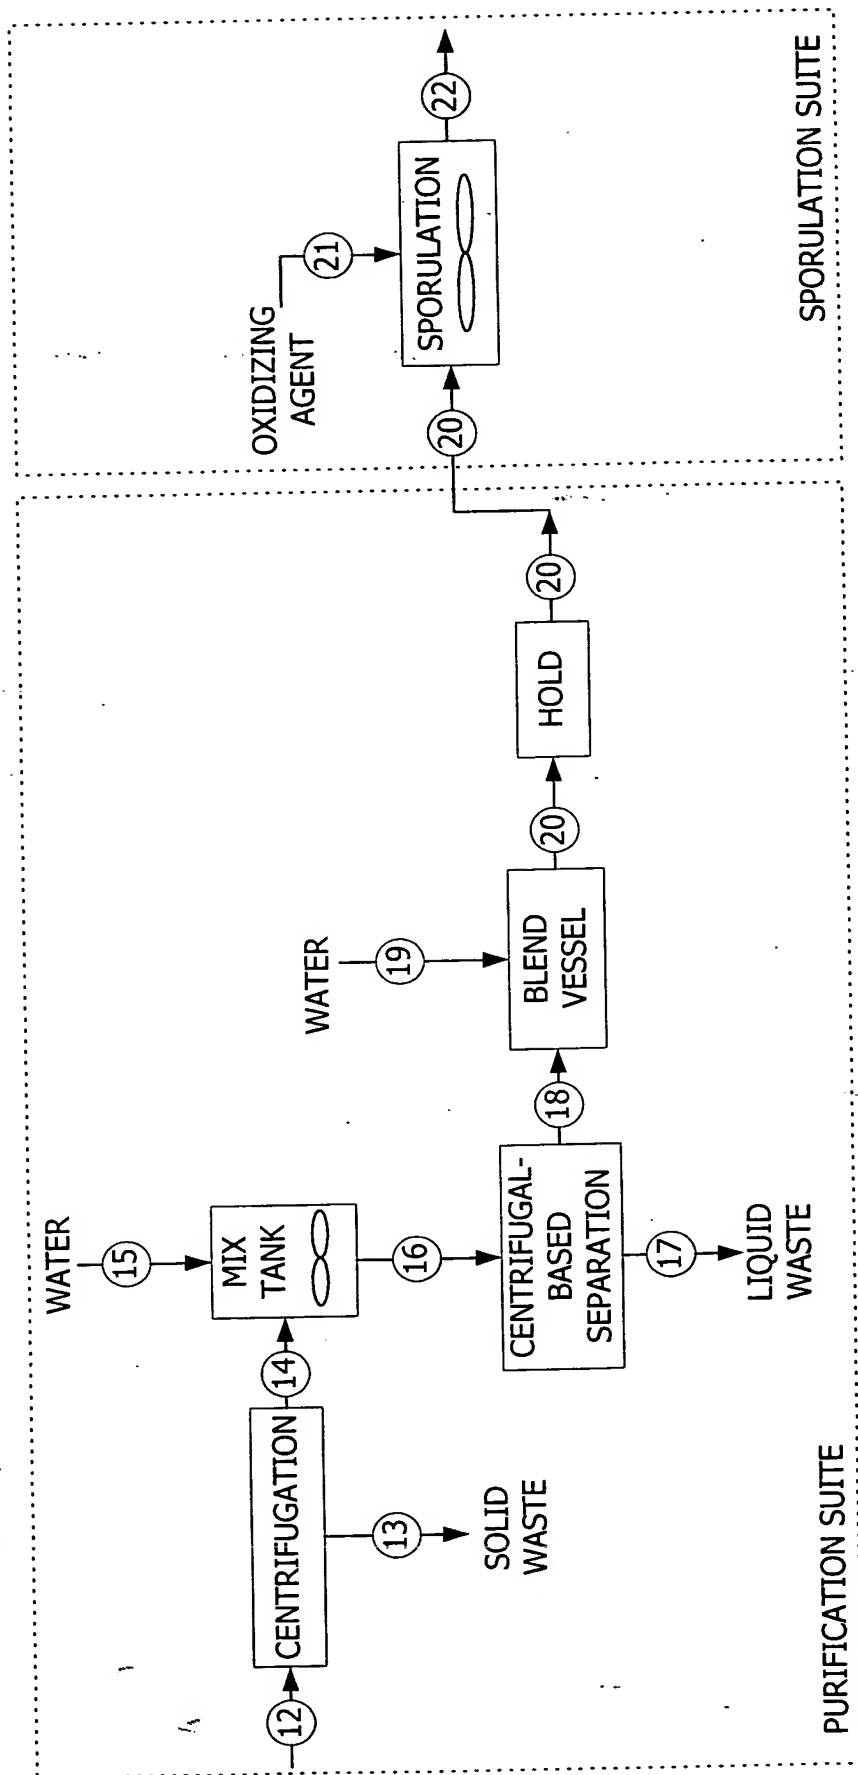 WATER
15
12
CENTRIFUGATION
14
MIX
TANK
13
SOLID
WASTE
16
CENTRIFUGAL-
BASED
SEPARATION
17
LIQUID
WASTE
18
WATER
19
BLEND
VESSEL
20
HOLD
20
PURIFICATION SUITE
20
OXIDIZING
AGENT
21
SPORULATION
22
SPORULATION SUITE